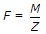 F = M/Z